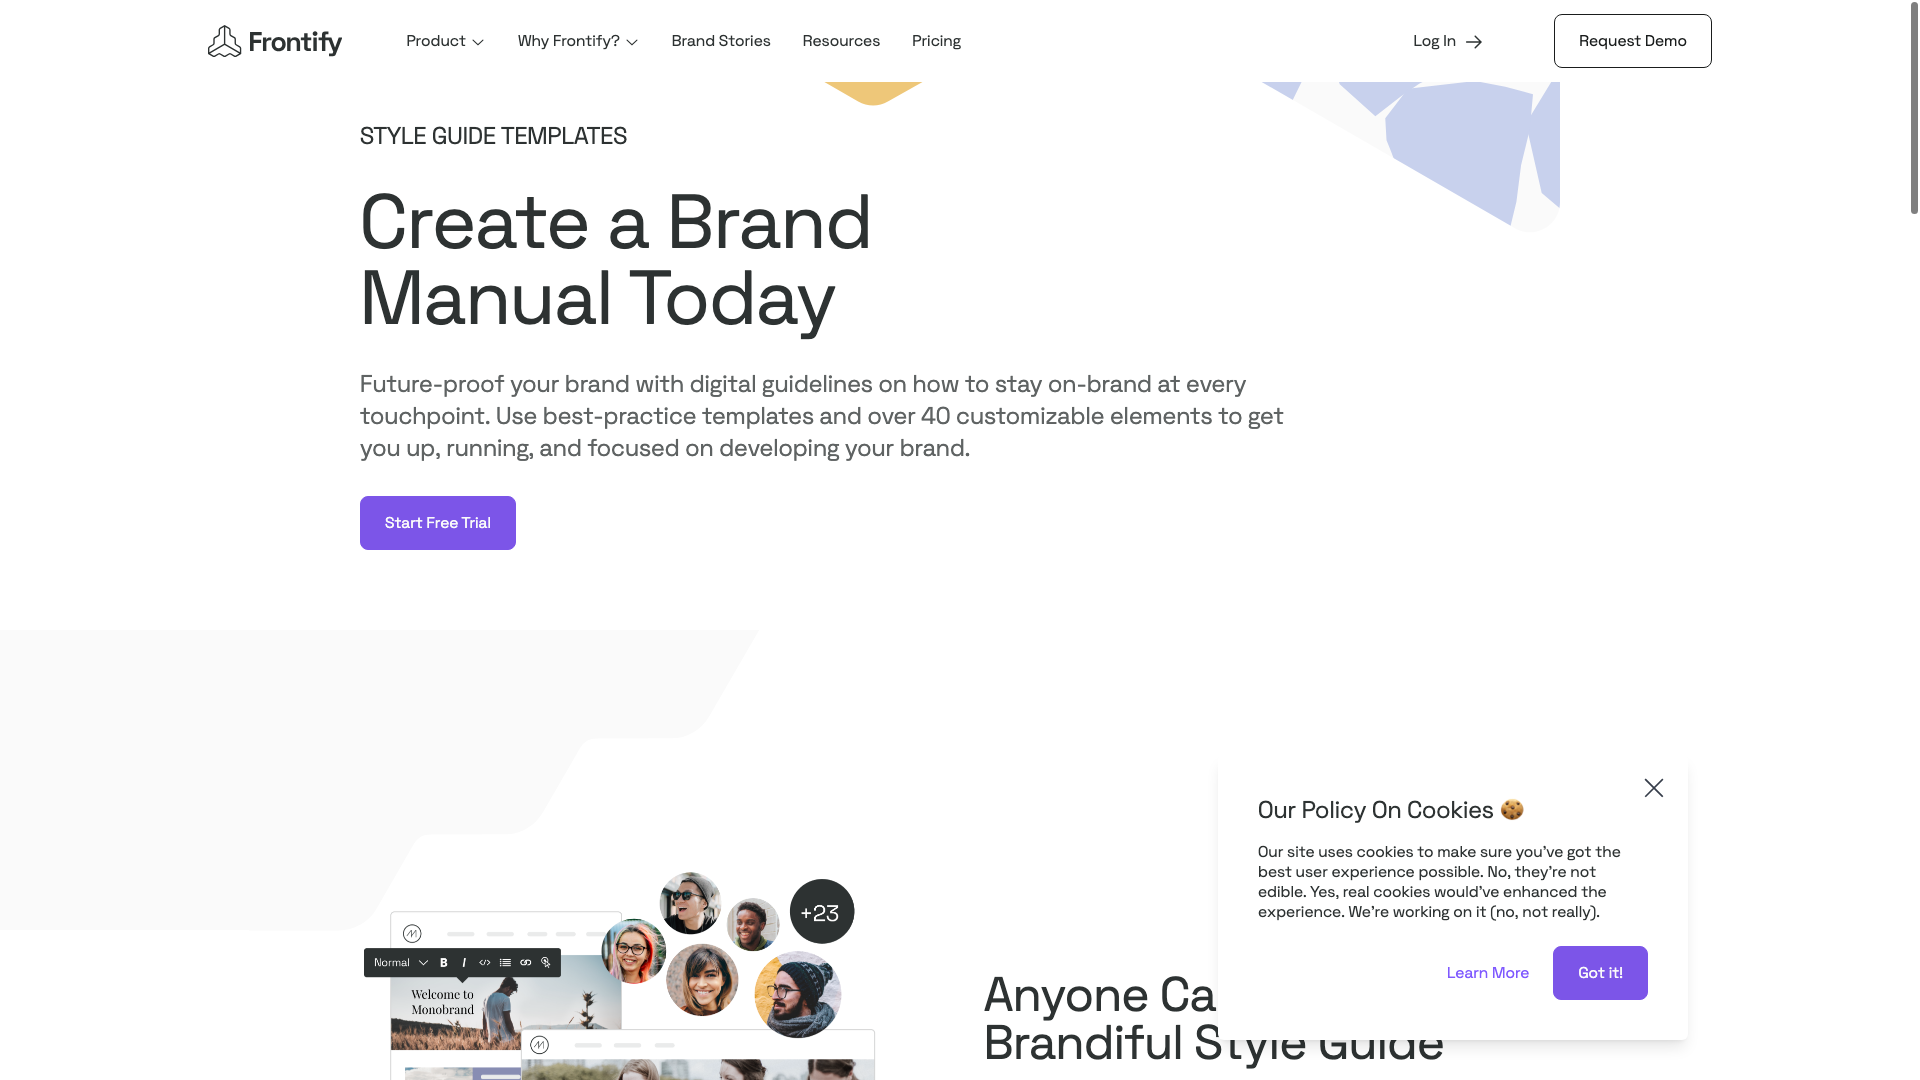 Frontify
Product
Why Frontify?
Brand Stories
Resources
Pricing
Log In
Request Demo
STYLE GUIDE TEMPLATES
Create a Brand
Manual Today
Future-proof your brand with digital guidelines on how to stay on-brand at every
touchpoint. Use best-practice templates and over 40 customizable elements to get
you up, running, and focused on developing your brand.
Start Free Trial
Our Policy On Cookies
Our site uses cookies to make sure you've got the
best user experience possible. No, they're not
edible. Yes, real cookies would've enhanced the
experience. We're working on it (no, not really).
Learn More
Got it!
+23
Normal B I
Welcome to
Monobrand
Anyone Ca
Brandiful Style Guide